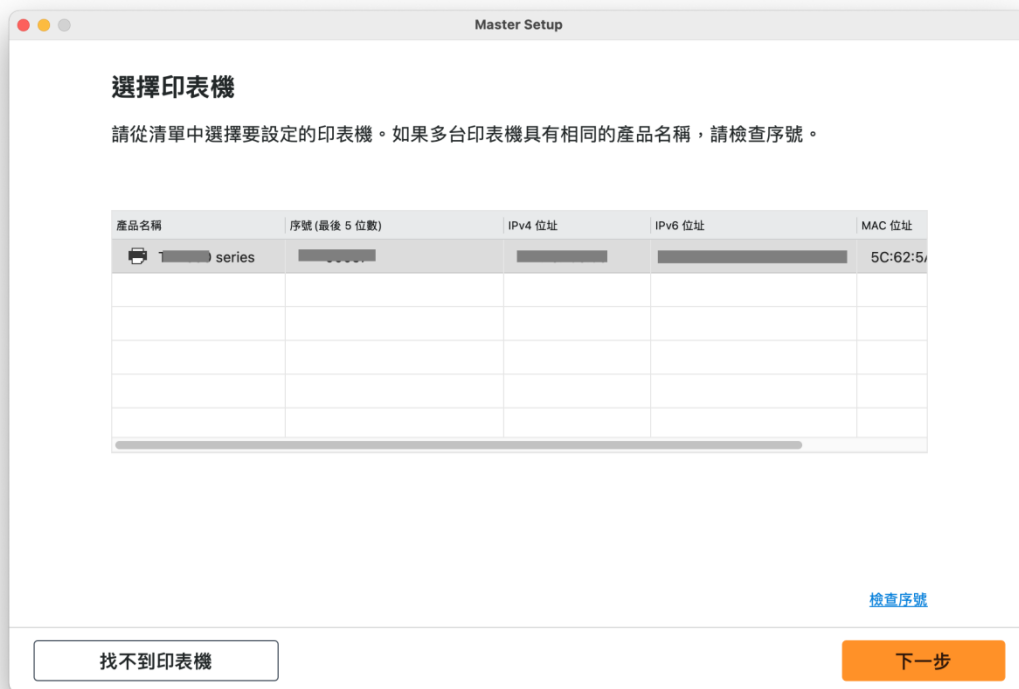 Master Setup
選擇印表機
請從清單中選擇要設定的印表機。如果多台印表機具有相同的產品名稱，請檢查序號。
產品名稱 序號 (最後 5 位數) IPv4 位址 IPv6 位址 MAC 位址
series 5C:62:5
檢查序號
找不到印表機 下一步